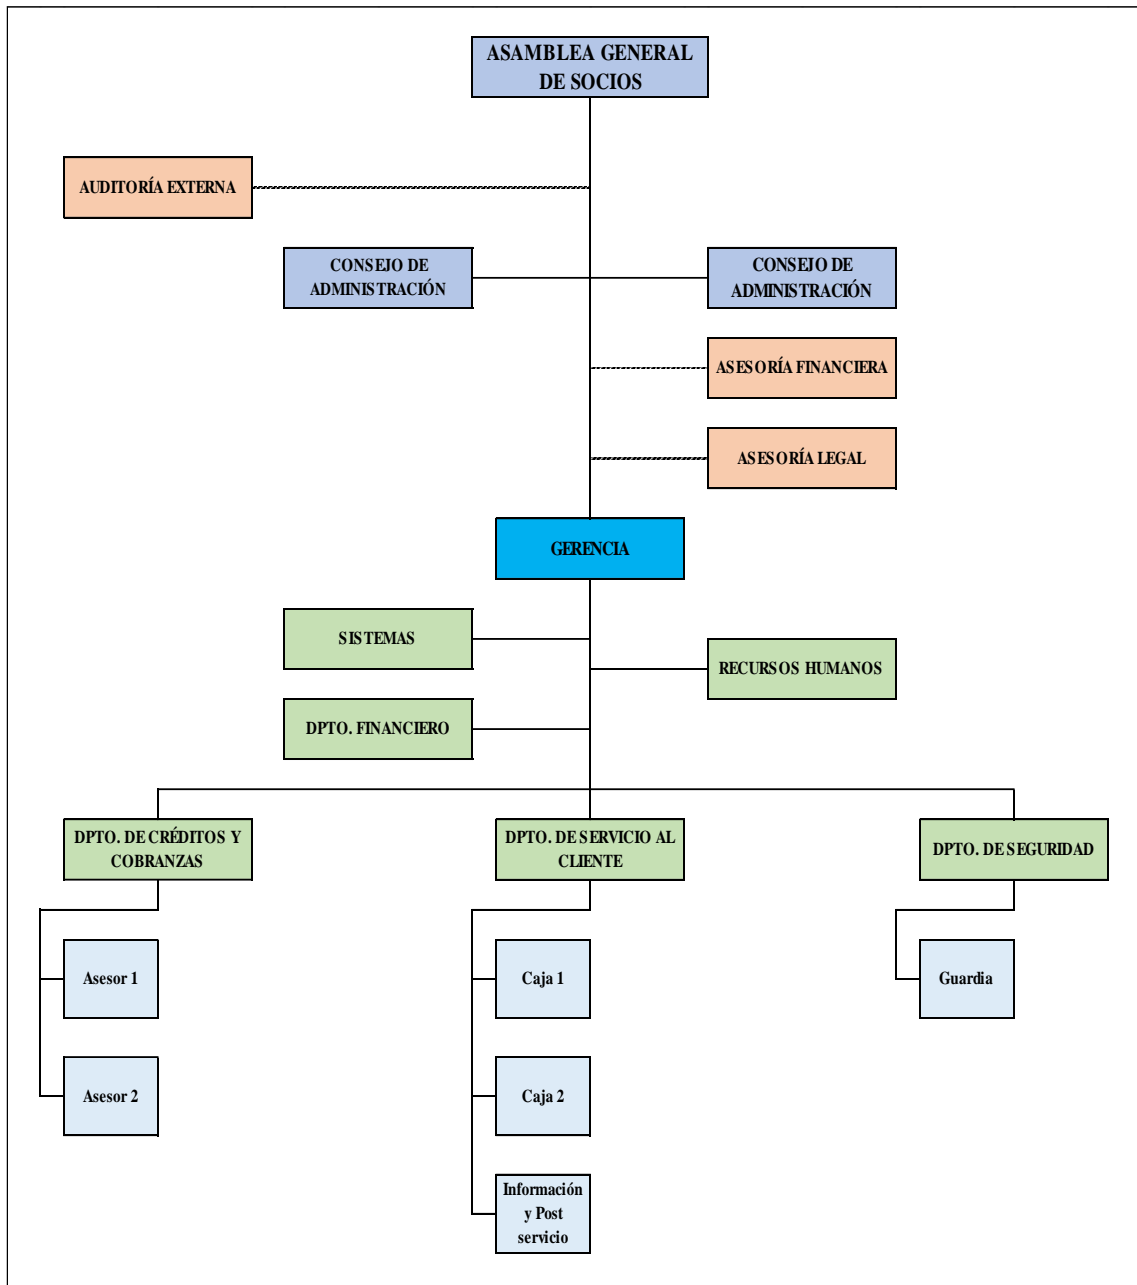 ASAMBLEA GENERAL
DE SOCIOS
AUDITORÍA EXTERNA
CONSEJO DE
ADMINISTRACIÓN
CONSEJO DE
ADMINISTRACIÓN
ASESORÍA FINANCIERA
ASESORÍA LEGAL
GERENCIA
SISTEMAS
RECURSOS HUMANOS
DPTO. FINANCIERO
DPTO. DE CRÉDITOS Y
COBRANZAS
DPTO. DE SERVICIO AL
CLIENTE
DPTO. DE SEGURIDAD
Asesor 1
Caja 1
Guardia
Asesor 2
Caja 2
Información
y Post
servicio